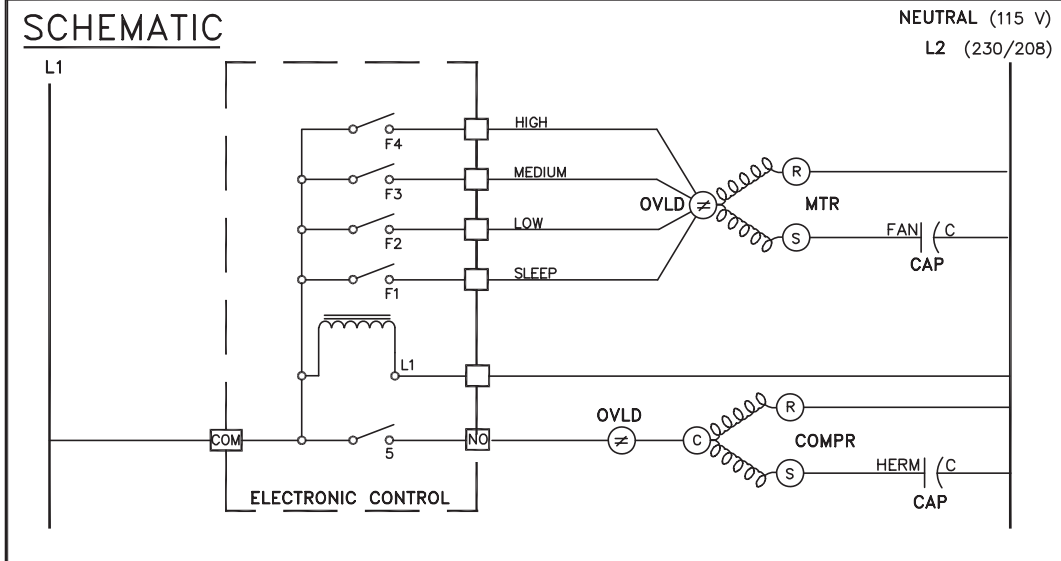 SCHEMATIC
NEUTRAL (115 V)
L2 (230/208)
L1
HIGH
F4
MEDIUM
F3
R
OVLD ≠
MTR
LOW
F2
S
FAN C
CAP
SLEEP
F1
L1
OVLD
R
COM
5
NO
≠
C
COMPR
S
HERM C
CAP
ELECTRONIC CONTROL